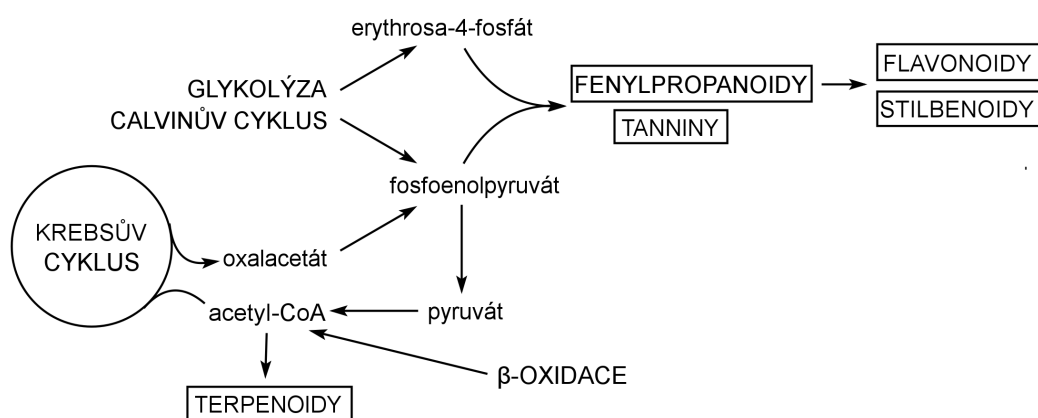 erythrosa-4-fosfát
GLYKOLÝZA
CALVINŮV CYKLUS
FENYLPROPANOIDY
TANNINY
FLAVONOIDY
STILBENOIDY
fosfoenolpyruvát
KREBSŮV
CYKLUS
oxalacetát
acetyl-CoA
pyruvát
β-OXIDACE
TERPENOIDY